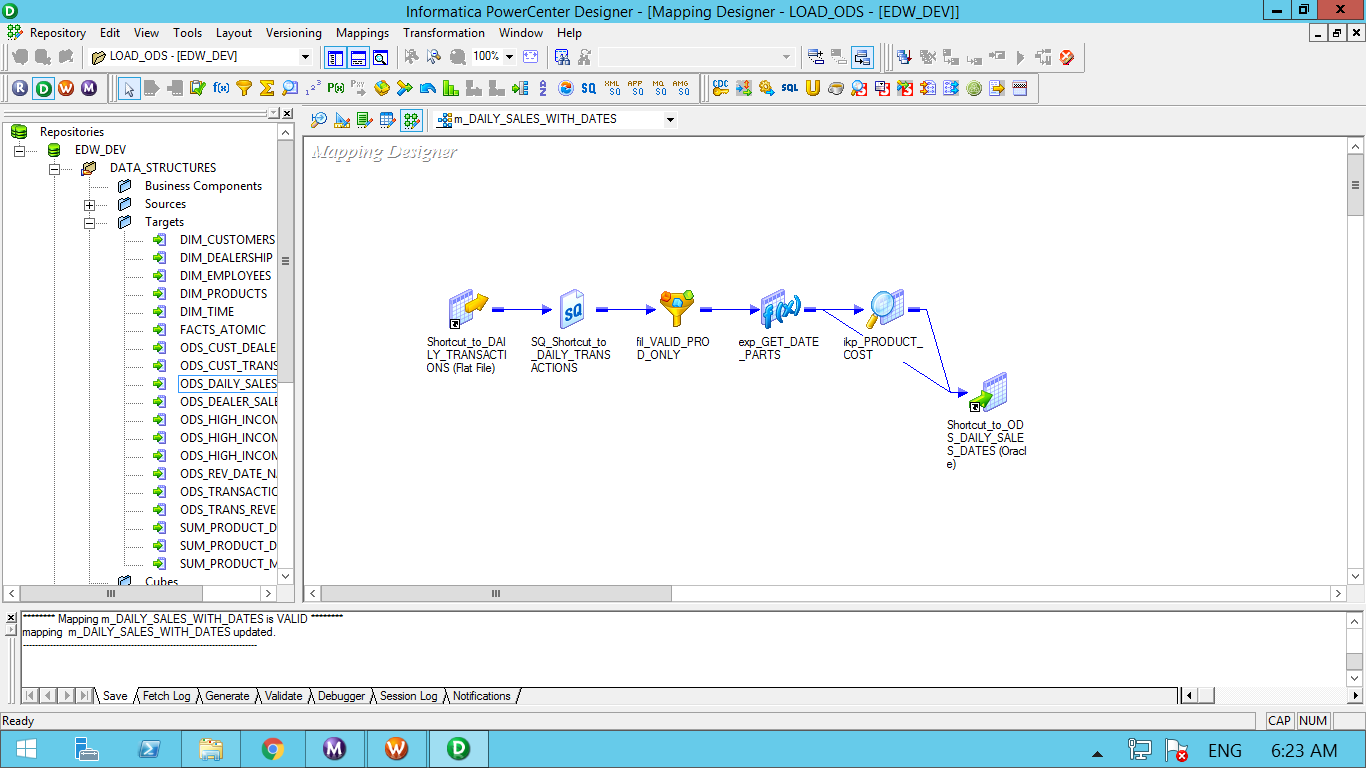 Informatica PowerCenter Designer - [Mapping Designer - LOAD_ODS - [EDW_DEV]]
Repository Edit View Tools Layout Versioning Mappings Transformation Window Help
LOAD_ODS - [EDW_DEV]
100%
m_DAILY_SALES_WITH_DATES
Repositories
EDW_DEV
DATA_STRUCTURES
Business Components
Sources
Targets
DIM_CUSTOMERS
DIM_DEALERSHIP
DIM_EMPLOYEES
DIM_PRODUCTS
DIM_TIME
FACTS_ATOMIC
ODS_CUST_DEALE
ODS_CUST_TRANS
ODS_DAILY_SALES
ODS_DEALER_SALE
ODS_HIGH_INCOM
ODS_HIGH_INCOM
ODS_HIGH_INCOM
ODS_REV_DATE_N
ODS_TRANSACTIO
ODS_TRANS_REVE
SUM_PRODUCT_D
SUM_PRODUCT_D
SUM_PRODUCT_M
Cubes
Mapping Designer
Shortcut_to_DAI
LY_TRANSACTI
ONS (Flat File)
SQ_Shortcut_to
_DAILY_TRANS
ACTIONS
fil_VALID_PRO
D_ONLY
exp_GET_DATE
_PARTS
lkp_PRODUCT_
COST
Shortcut_to_OD
S_DAILY_SALE
S_DATES (Oracl
e)
******** Mapping m_DAILY_SALES_WITH_DATES is VALID ********
mapping m_DAILY_SALES_WITH_DATES updated.
Save Fetch Log Generate Validate Debugger Session Log Notifications
Ready
CAP NUM
ENG 6:23 AM